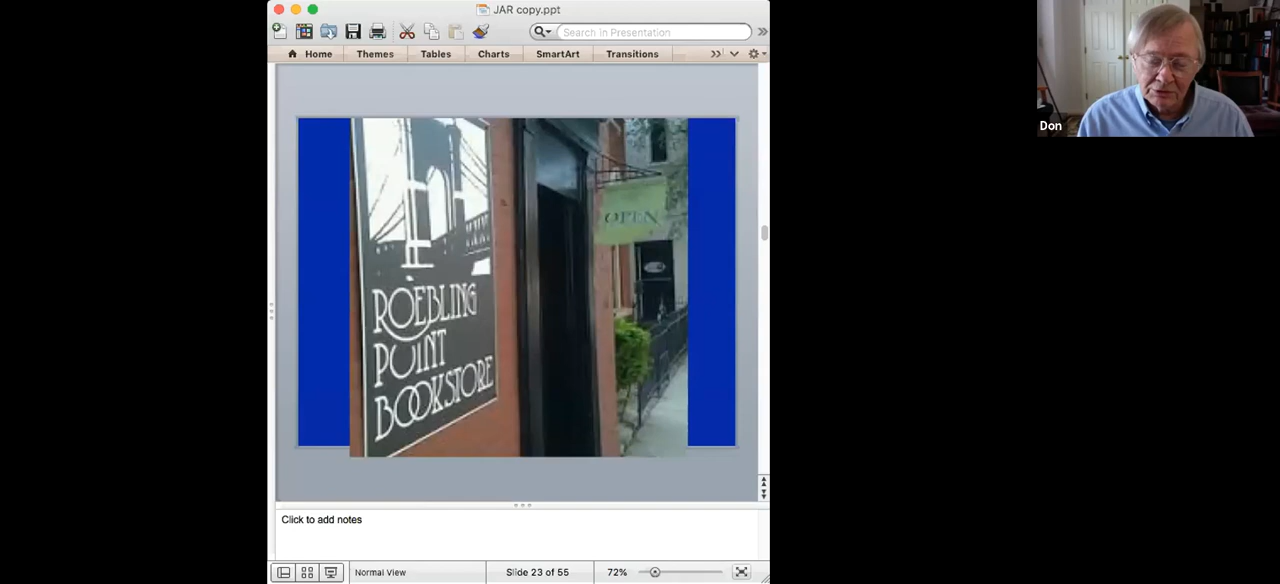 JAR copy.ppt
Search in Presentation
Home
Themes
Tables
Charts
SmartArt
Transitions
Don
OPEN
ROEBLING
POINT
BOOKSTORE
Click to add notes
Normal View
Slide 23 of 55
72%